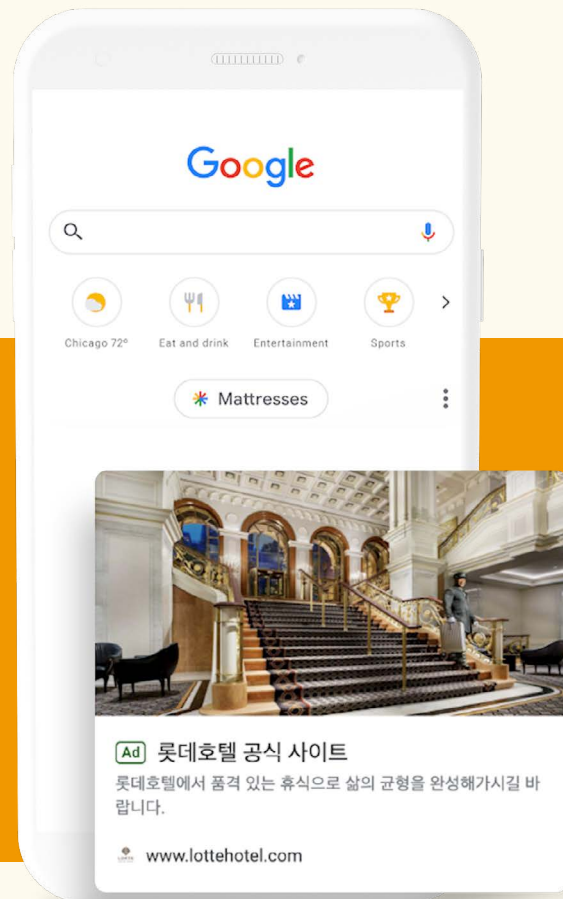 Google
Chicago 72°
Eat and drink
Entertainment
Sports
Mattresses
Ad 롯데호텔 공식 사이트
롯데호텔에서 품격 있는 휴식으로 삶의 균형을 완성해가시길 바
랍니다.
LOTTE
www.lottehotel.com